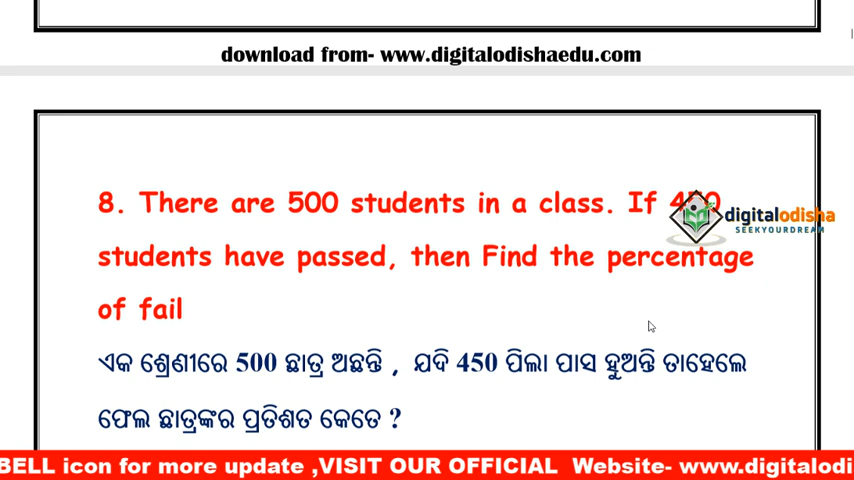 download from- www.digitalodishaedu.com
8. There are 500 students in a class. If 450
digitalodisha
SEEKYOURDREAM
students have passed, then Find the percentage
of fail
ଏକ ଶ୍ରେଣୀରେ 500 ଛାତ୍ର ଅଛନ୍ତି , ଯଦି 450 ପିଲା ପାସ ହୁଅନ୍ତି ତାହେଲେ
ଫେଲ ଛାତ୍ରଙ୍କର ପ୍ରତିଶତ କେତେ ?
BELL icon for more update ,VISIT OUR OFFICIAL Website- www.digitalodi